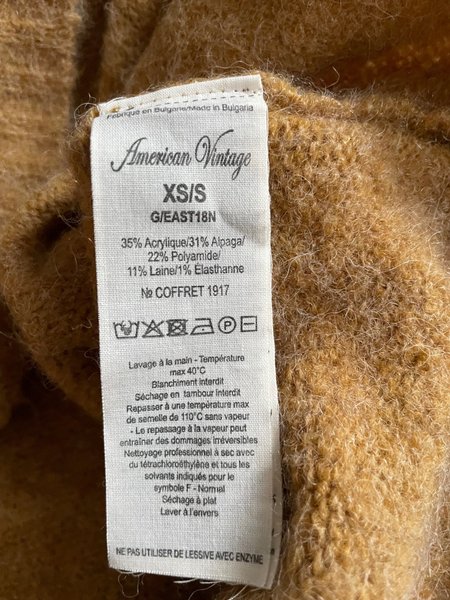 Fabriqué en Bulgarie/Made in Bulgaria
American Vintage
XS/S
G/EAST18N
35% Acrylique/31% Alpaga/
22% Polyamide/
11% Laine/1% Élasthanne
№ COFFRET 1917
Lavage à la main - Température
max 40°C
Blanchiment interdit
Séchage en tambour interdit
Repasser à une température max
de semelle de 110°C sans vapeur
- Le repassage à la vapeur peut
entraîner des dommages irréversibles
Nettoyage professionnel à sec avec
du tétrachloroéthylène et tous les
solvants indiqués pour le
symbole F - Normal
Séchage à plat
Laver à l'envers
NE PAS UTILISER DE LESSIVE AVEC ENZYME